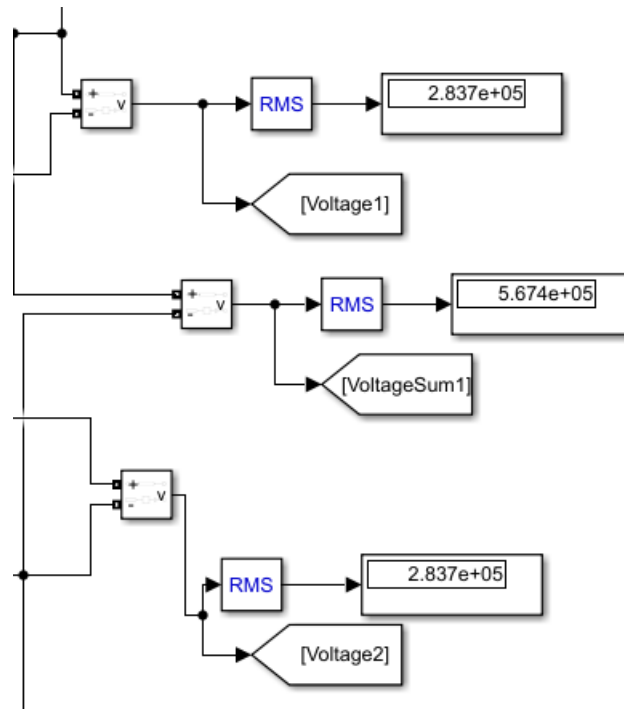 +
-
v
RMS
2.837e+05
[Voltage1]
+
-
v
RMS
5.674e+05
[VoltageSum1]
+
-
v
RMS
2.837e+05
[Voltage2]